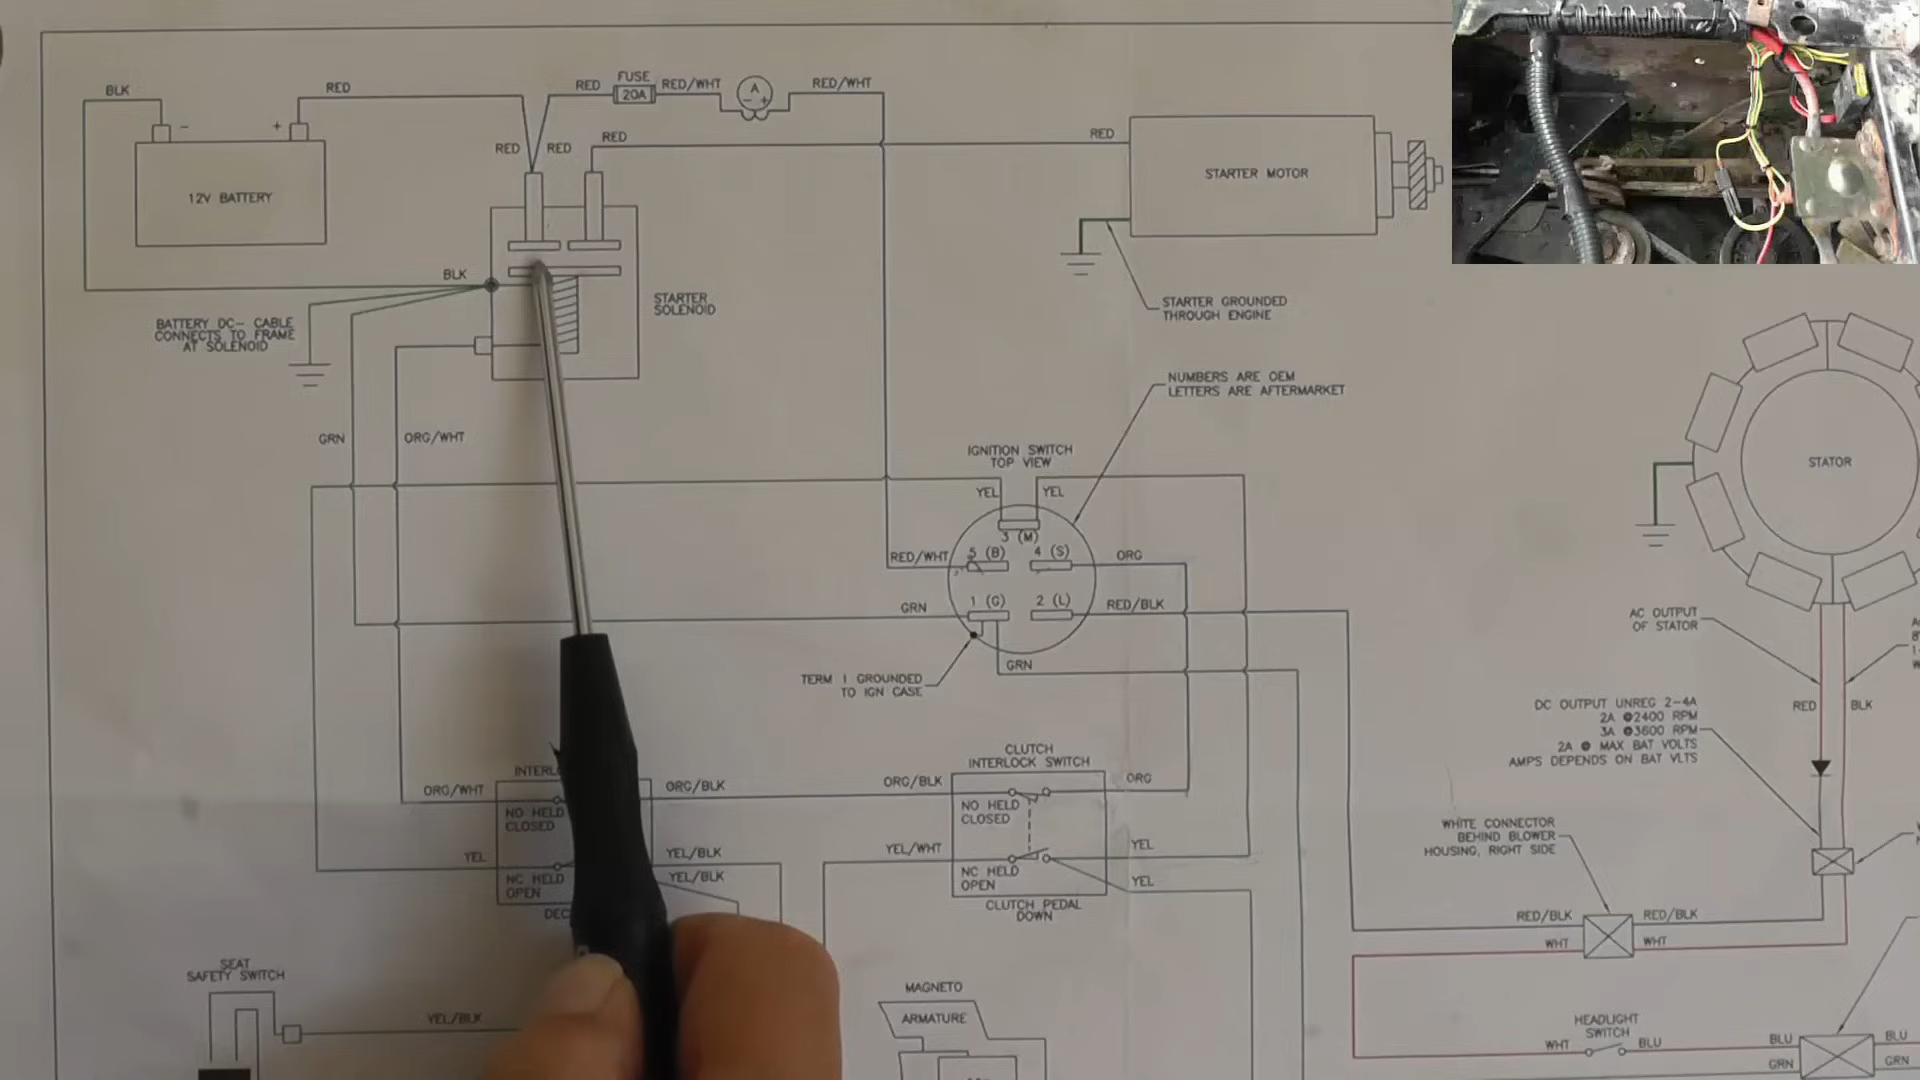 BLK
RED
RED
FUSE
20A
RED/WHT
A
RED/WHT
- +
12V BATTERY
RED RED
RED
RED
STARTER MOTOR
BLK
STARTER
SOLENOID
BATTERY DC- CABLE
CONNECTS TO FRAME
AT SOLENOID
STARTER GROUNDED
THROUGH ENGINE
NUMBERS ARE OEM
LETTERS ARE AFTERMARKET
GRN
ORG/WHT
IGNITION SWITCH
TOP VIEW
YEL YEL
3 (M)
RED/WHT
5 (B)
4 (S)
ORG
GRN
1 (G)
2 (L)
RED/BLK
GRN
TERM 1 GROUNDED
TO IGN CASE
STATOR
AC OUTPUT
OF STATOR
RED
BLK
DC OUTPUT UNREG 2-4A
2A @2400 RPM
3A @3600 RPM
2A @ MAX BAT VOLTS
AMPS DEPENDS ON BAT VLTS
ORG/WHT
NO HELD
CLOSED
ORG/BLK
YEL
NC HELD
OPEN
YEL/BLK
YEL/BLK
CLUTCH
INTERLOCK SWITCH
ORG/BLK
NO HELD
CLOSED
ORG
YEL/WHT
NC HELD
OPEN
YEL
YEL
CLUTCH PEDAL
DOWN
WHITE CONNECTOR
BEHIND BLOWER
HOUSING, RIGHT SIDE
RED/BLK
RED/BLK
WHT
WHT
SEAT
SAFETY SWITCH
YEL/BLK
MAGNETO
ARMATURE
HEADLIGHT
SWITCH
WHT
BLU
BLU
BLU
GRN
GRN